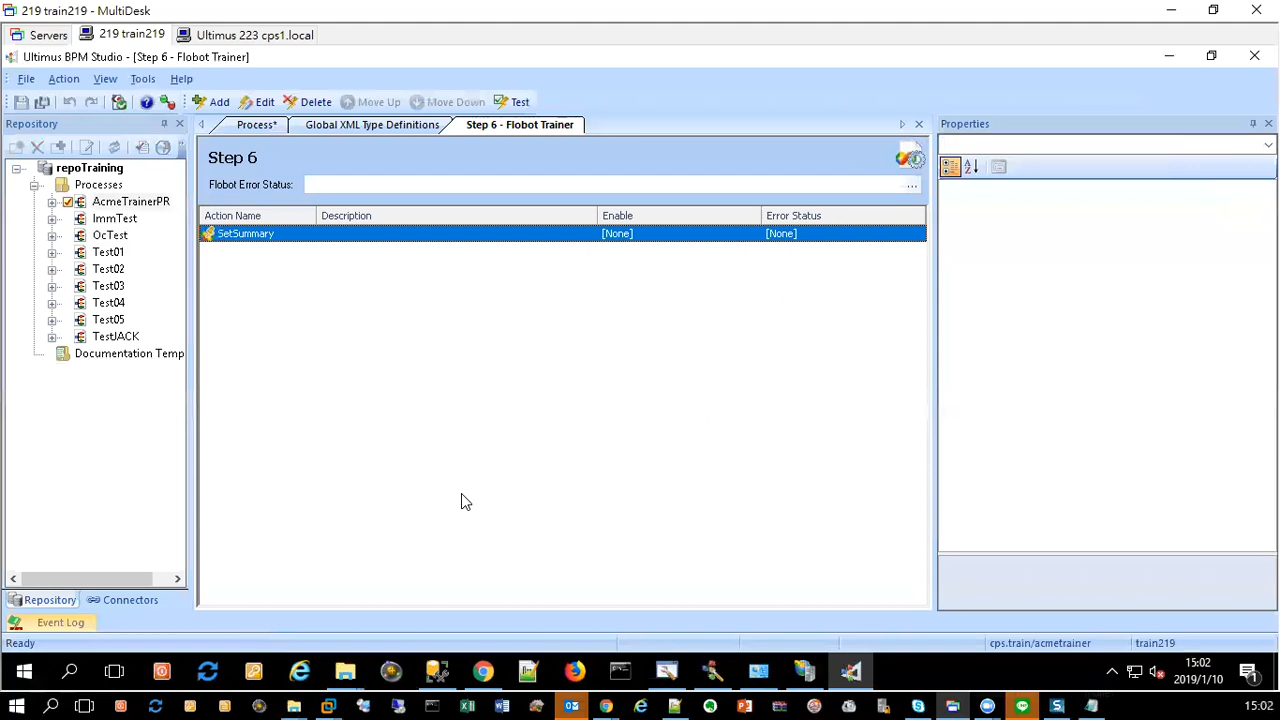 219 train219 - MultiDesk
Servers 219 train219 Ultimus 223 cps1.local
Ultimus BPM Studio - [Step 6 - Flobot Trainer]
File Action View Tools Help
Add Edit Delete Move Up Move Down Test
Repository Process* Global XML Type Definitions Step 6 - Flobot Trainer Properties
Step 6
Flobot Error Status: ...
Action Name Description Enable Error Status
SetSummary [None] [None]
repoTraining
Processes
AcmeTrainerPR
ImmTest
OcTest
Test01
Test02
Test03
Test04
Test05
TestJACK
Documentation Temp
Repository Connectors
Event Log
Ready cps.train/acmetrainer train219
15:02
2019/1/10
15:02